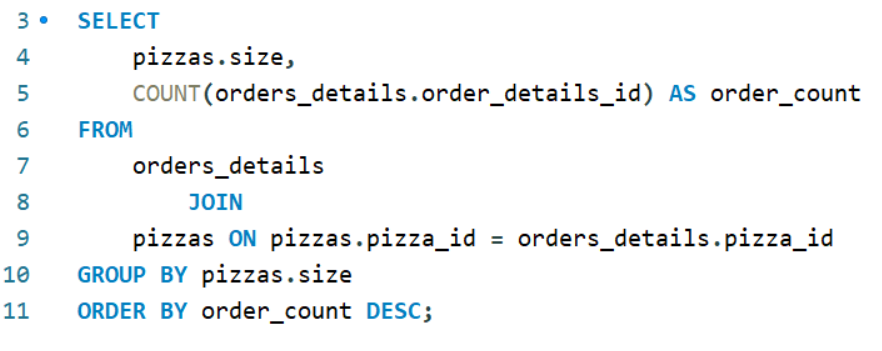 3 SELECT
4 pizzas.size,
5 COUNT(orders_details.order_details_id) AS order_count
6 FROM
7 orders_details
8 JOIN
9 pizzas ON pizzas.pizza_id = orders_details.pizza_id
10 GROUP BY pizzas.size
11 ORDER BY order_count DESC;